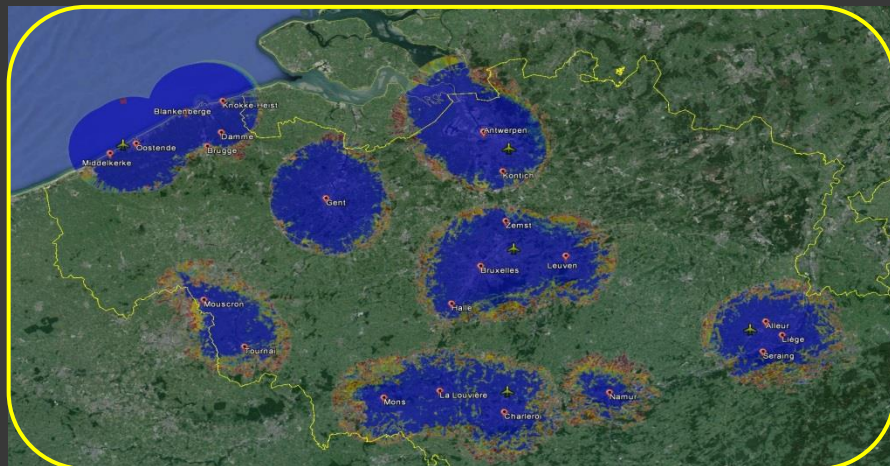 Knokke-Heist
Blankenberge
Damme
Oostende
Brugge
Middelkerke
Antwerpen
Kontich
Gent
Zemst
Leuven
Bruxelles
Halle
Mouscron
Tournai
Alleur
Liège
Seraing
Mons
La Louvière
Charleroi
Namur